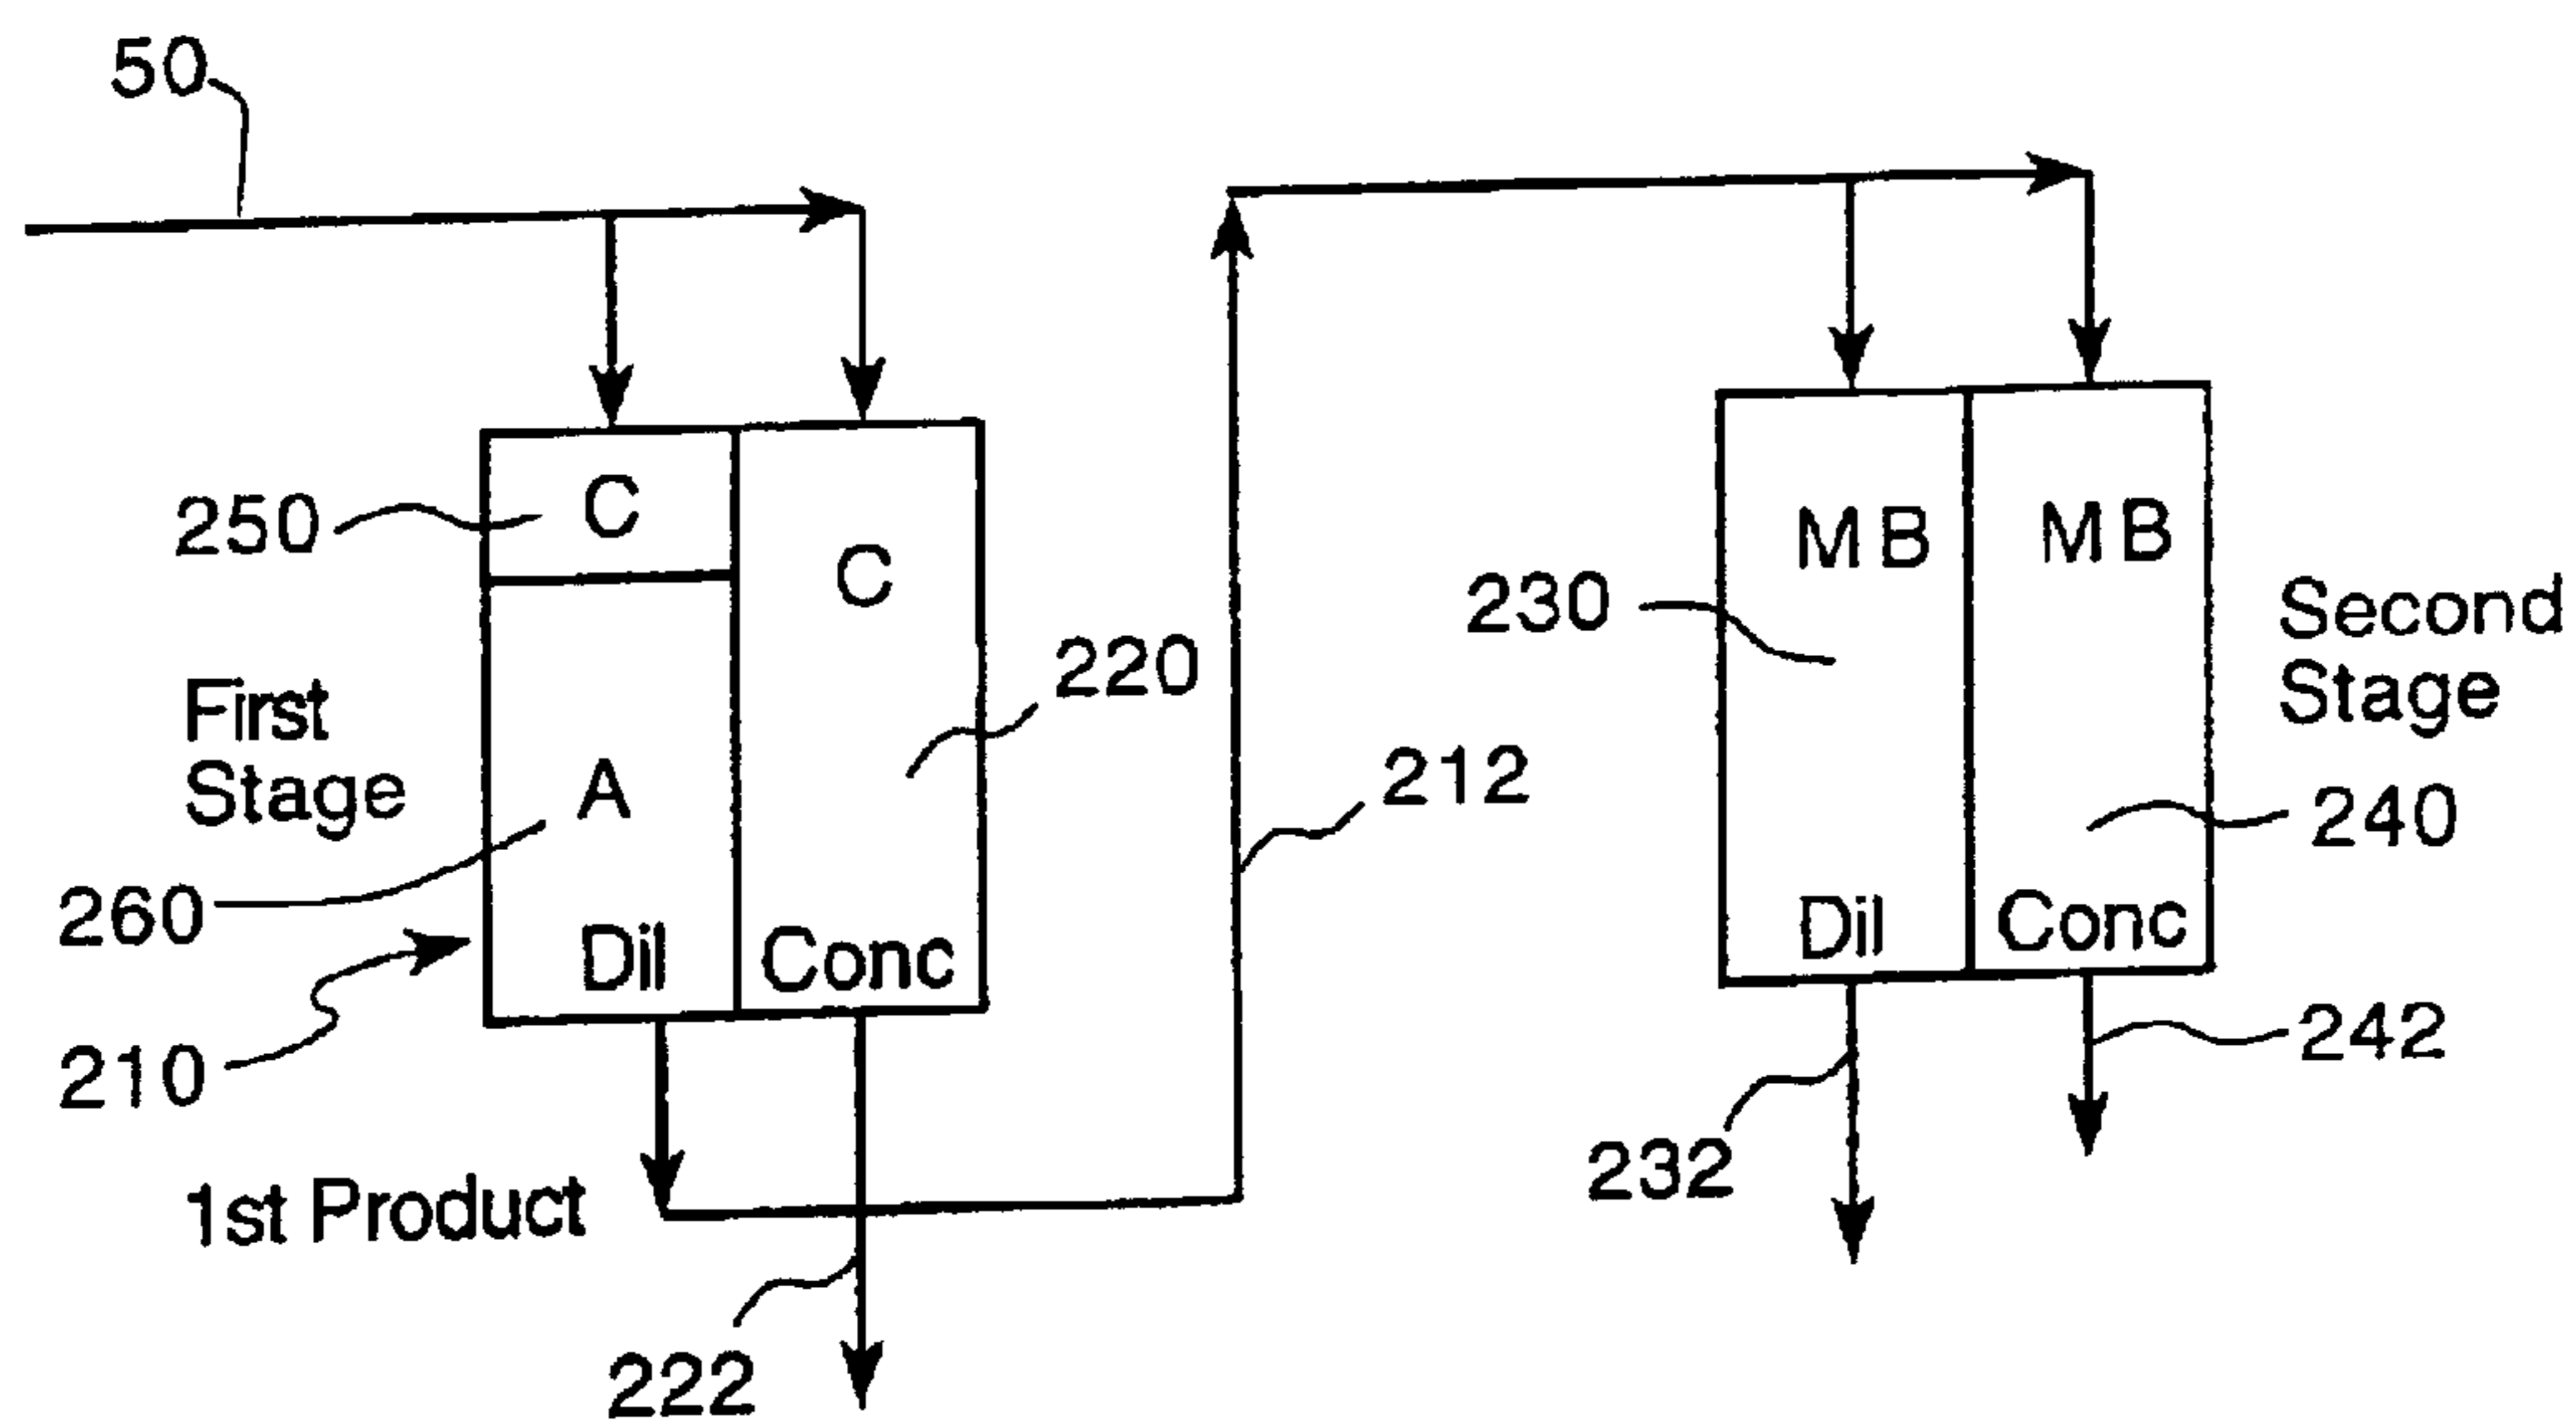 50
250
C
C
MB
MB
230
Second
Stage
220
First
Stage
A
212
240
260
Dil
Conc
Dil
Conc
210
242
1st Product
232
222